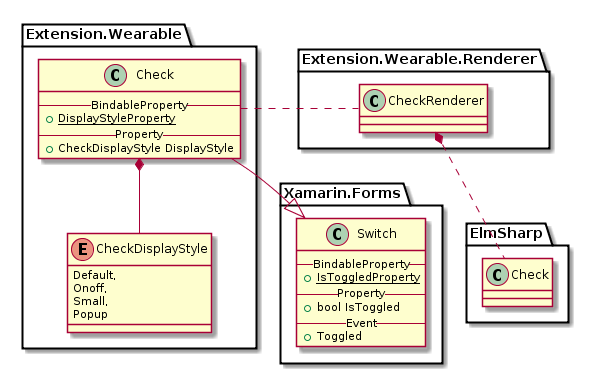 Extension.Wearable
C Check
BindableProperty
DisplayStyleProperty
Property
CheckDisplayStyle DisplayStyle
E CheckDisplayStyle
Default,
Onoff,
Small,
Popup
Extension.Wearable.Renderer
C CheckRenderer
Xamarin.Forms
C Switch
BindableProperty
IsToggledProperty
Property
bool IsToggled
Event
Toggled
ElmSharp
C Check